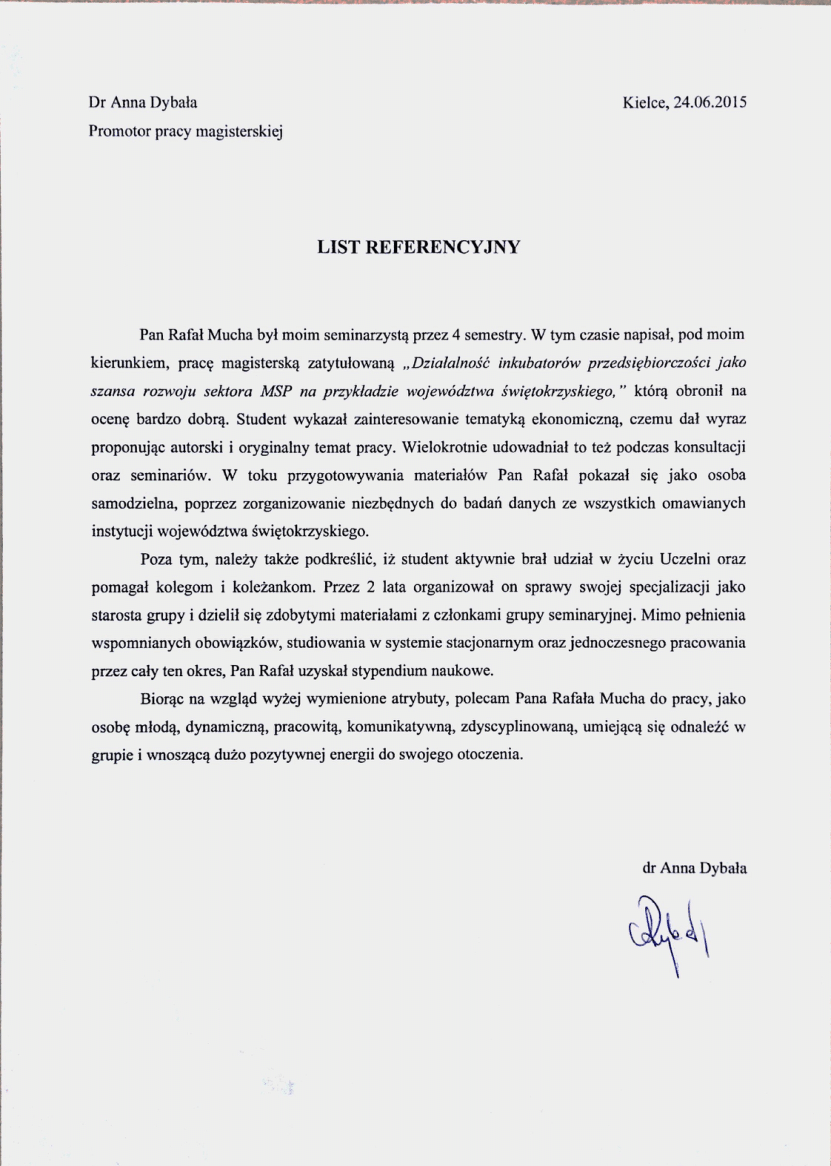 Dr Anna Dybała
Kielce, 24.06.2015
Promotor pracy magisterskiej
LIST REFERENCYJNY
Pan Rafał Mucha był moim seminarzystą przez 4 semestry. W tym czasie napisał, pod moim
kierunkiem, pracę magisterską zatytułowaną „Działalność inkubatorów przedsiębiorczości jako
szansa rozwoju sektora MSP na przykładzie województwa świętokrzyskiego,” którą obronił na
ocenę bardzo dobrą. Student wykazał zainteresowanie tematyką ekonomiczną, czemu dał wyraz
proponując autorski i oryginalny temat pracy. Wielokrotnie udowadniał to też podczas konsultacji
oraz seminariów. W toku przygotowywania materiałów Pan Rafał pokazał się jako osoba
samodzielna, poprzez zorganizowanie niezbędnych do badań danych ze wszystkich omawianych
instytucji województwa świętokrzyskiego.
Poza tym, należy także podkreślić, iż student aktywnie brał udział w życiu Uczelni oraz
pomagał kolegom i koleżankom. Przez 2 lata organizował on sprawy swojej specjalizacji jako
starosta grupy i dzielił się zdobytymi materiałami z członkami grupy seminaryjnej. Mimo pełnienia
wspomnianych obowiązków, studiowania w systemie stacjonarnym oraz jednoczesnego pracowania
przez cały ten okres, Pan Rafał uzyskał stypendium naukowe.
Biorąc na wzgląd wyżej wymienione atrybuty, polecam Pana Rafała Mucha do pracy, jako
osobę młodą, dynamiczną, pracowitą, komunikatywną, zdyscyplinowaną, umiejącą się odnaleźć w
grupie i wnoszącą dużo pozytywnej energii do swojego otoczenia.
dr Anna Dybała